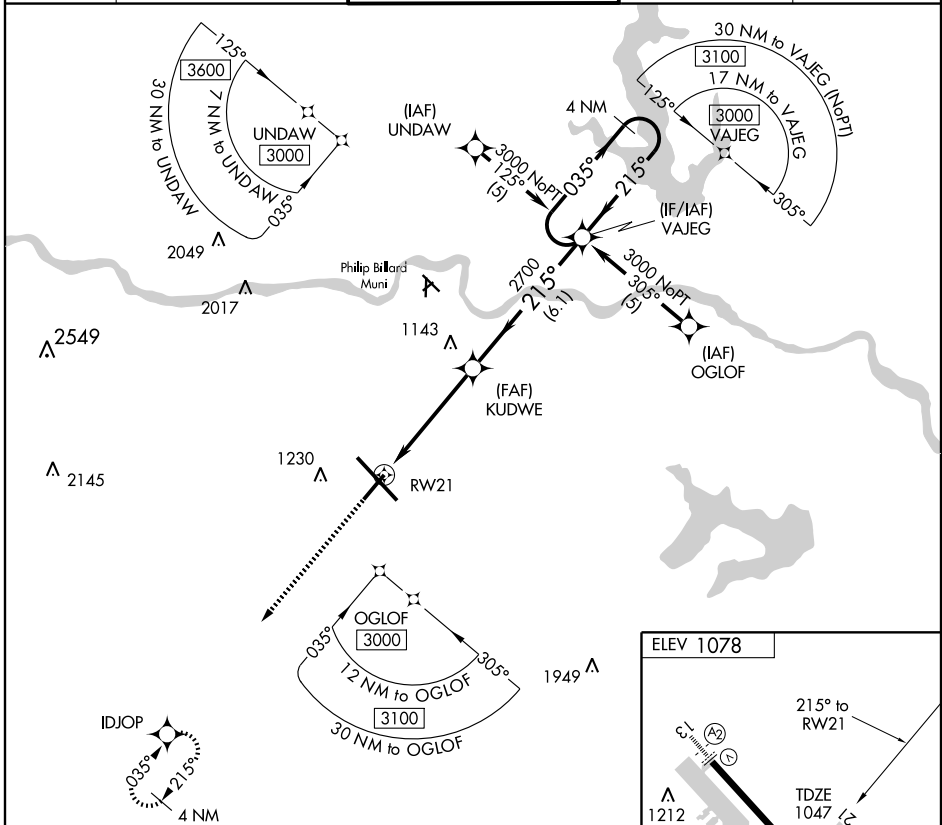 125°
3600
30 NM to UNDAW
7 NM to UNDAW
UNDAW
3000
035°
(IAF)
UNDAW
3000 NoPT
125°
(5)
4 NM
035°
215°
30 NM to VAJEG (NoPT)
3100
17 NM to VAJEG
125°
3000
VAJEG
305°
(IF/IAF)
VAJEG
2049
2017
Philip Billard
Muni
2700
215°
(6.1)
3000 NoPT
305°
(5)
(IAF)
OGLOF
2549
1143
(FAF)
KUDWE
2145
1230
RW21
OGLOF
3000
035°
305°
12 NM to OGLOF
3100
30 NM to OGLOF
1949
IDJOP
035°
215°
4 NM
ELEV 1078
215° to
RW21
13
A2
V
TDZE
1047
21
1212